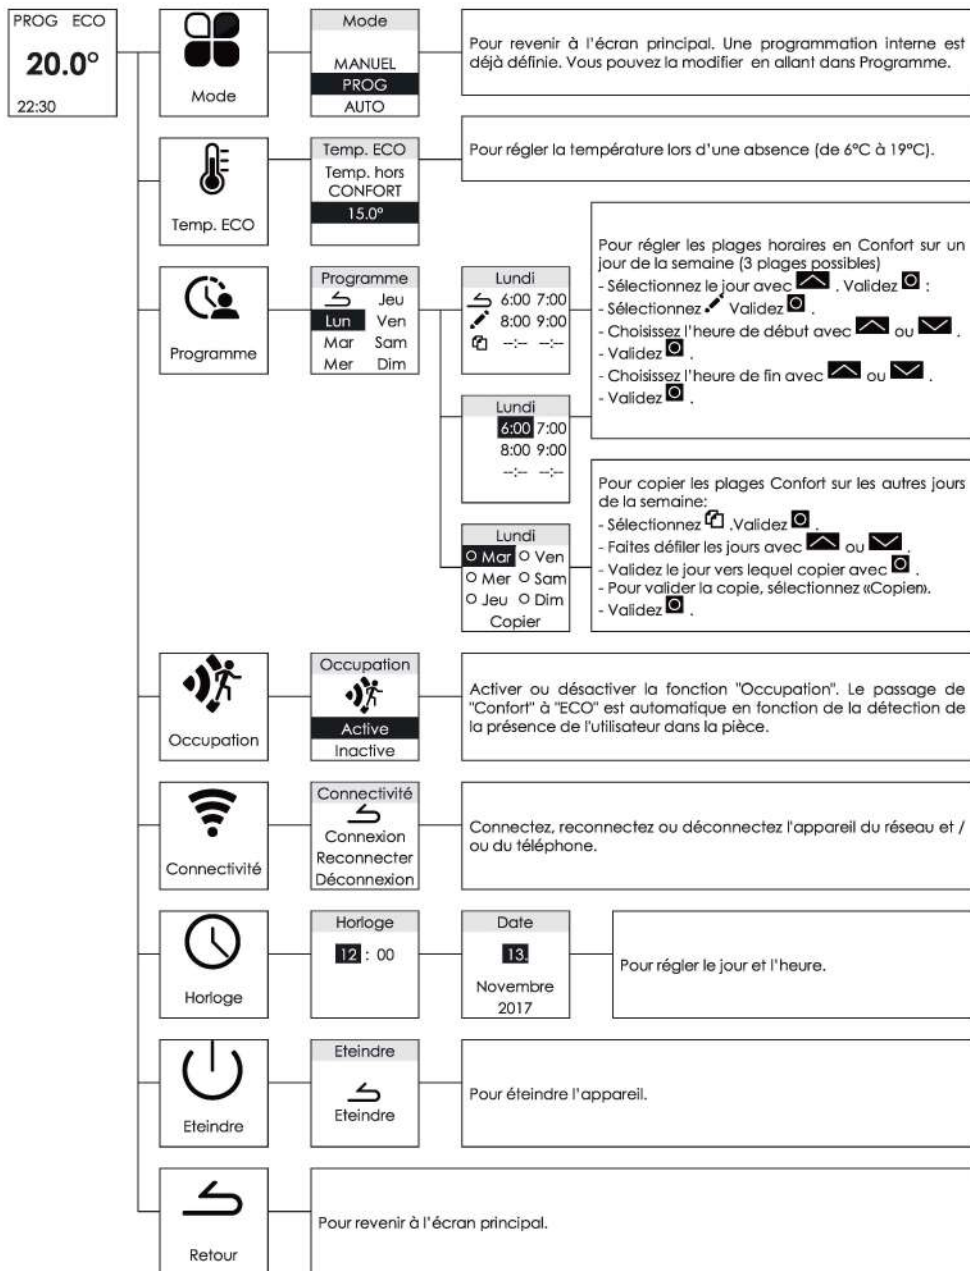 PROG ECO
20.0°
22:30
Mode
Mode
MANUEL
PROG
AUTO
Pour revenir à l'écran principal. Une programmation interne est
déjà définie. Vous pouvez la modifier en allant dans Programme.
Temp. ECO
Temp. ECO
Temp. hors
CONFORT
15.0°
Pour régler la température lors d'une absence (de 6°C à 19°C).
Programme
Programme
Jeu
Lun Ven
Mar Sam
Mer Dim
Lundi
6:00 7:00
8:00 9:00
--:-- --:--
Pour régler les plages horaires en Confort sur un
jour de la semaine (3 plages possibles)
- Sélectionnez le jour avec . Validez :
- Sélectionnez Validez .
- Choisissez l'heure de début avec ou .
- Validez .
- Choisissez l'heure de fin avec ou .
- Validez .
Lundi
6:00 7:00
8:00 9:00
--:-- --:--
Lundi
Mar Ven
Mer Sam
Jeu Dim
Copier
Pour copier les plages Confort sur les autres jours
de la semaine:
- Sélectionnez .Validez .
- Faites défiler les jours avec ou .
- Validez le jour vers lequel copier avec .
- Pour valider la copie, sélectionnez «Copier».
- Validez .
Occupation
Occupation
Active
Inactive
Activer ou désactiver la fonction "Occupation". Le passage de
"Confort" à "ECO" est automatique en fonction de la détection de
la présence de l'utilisateur dans la pièce.
Connectivité
Connectivité
Connexion
Reconnecter
Déconnexion
Connectez, reconnectez ou déconnectez l'appareil du réseau et /
ou du téléphone.
Horloge
Horloge
12 : 00
Date
13.
Novembre
2017
Pour régler le jour et l'heure.
Eteindre
Eteindre
Eteindre
Pour éteindre l'appareil.
Retour
Pour revenir à l'écran principal.